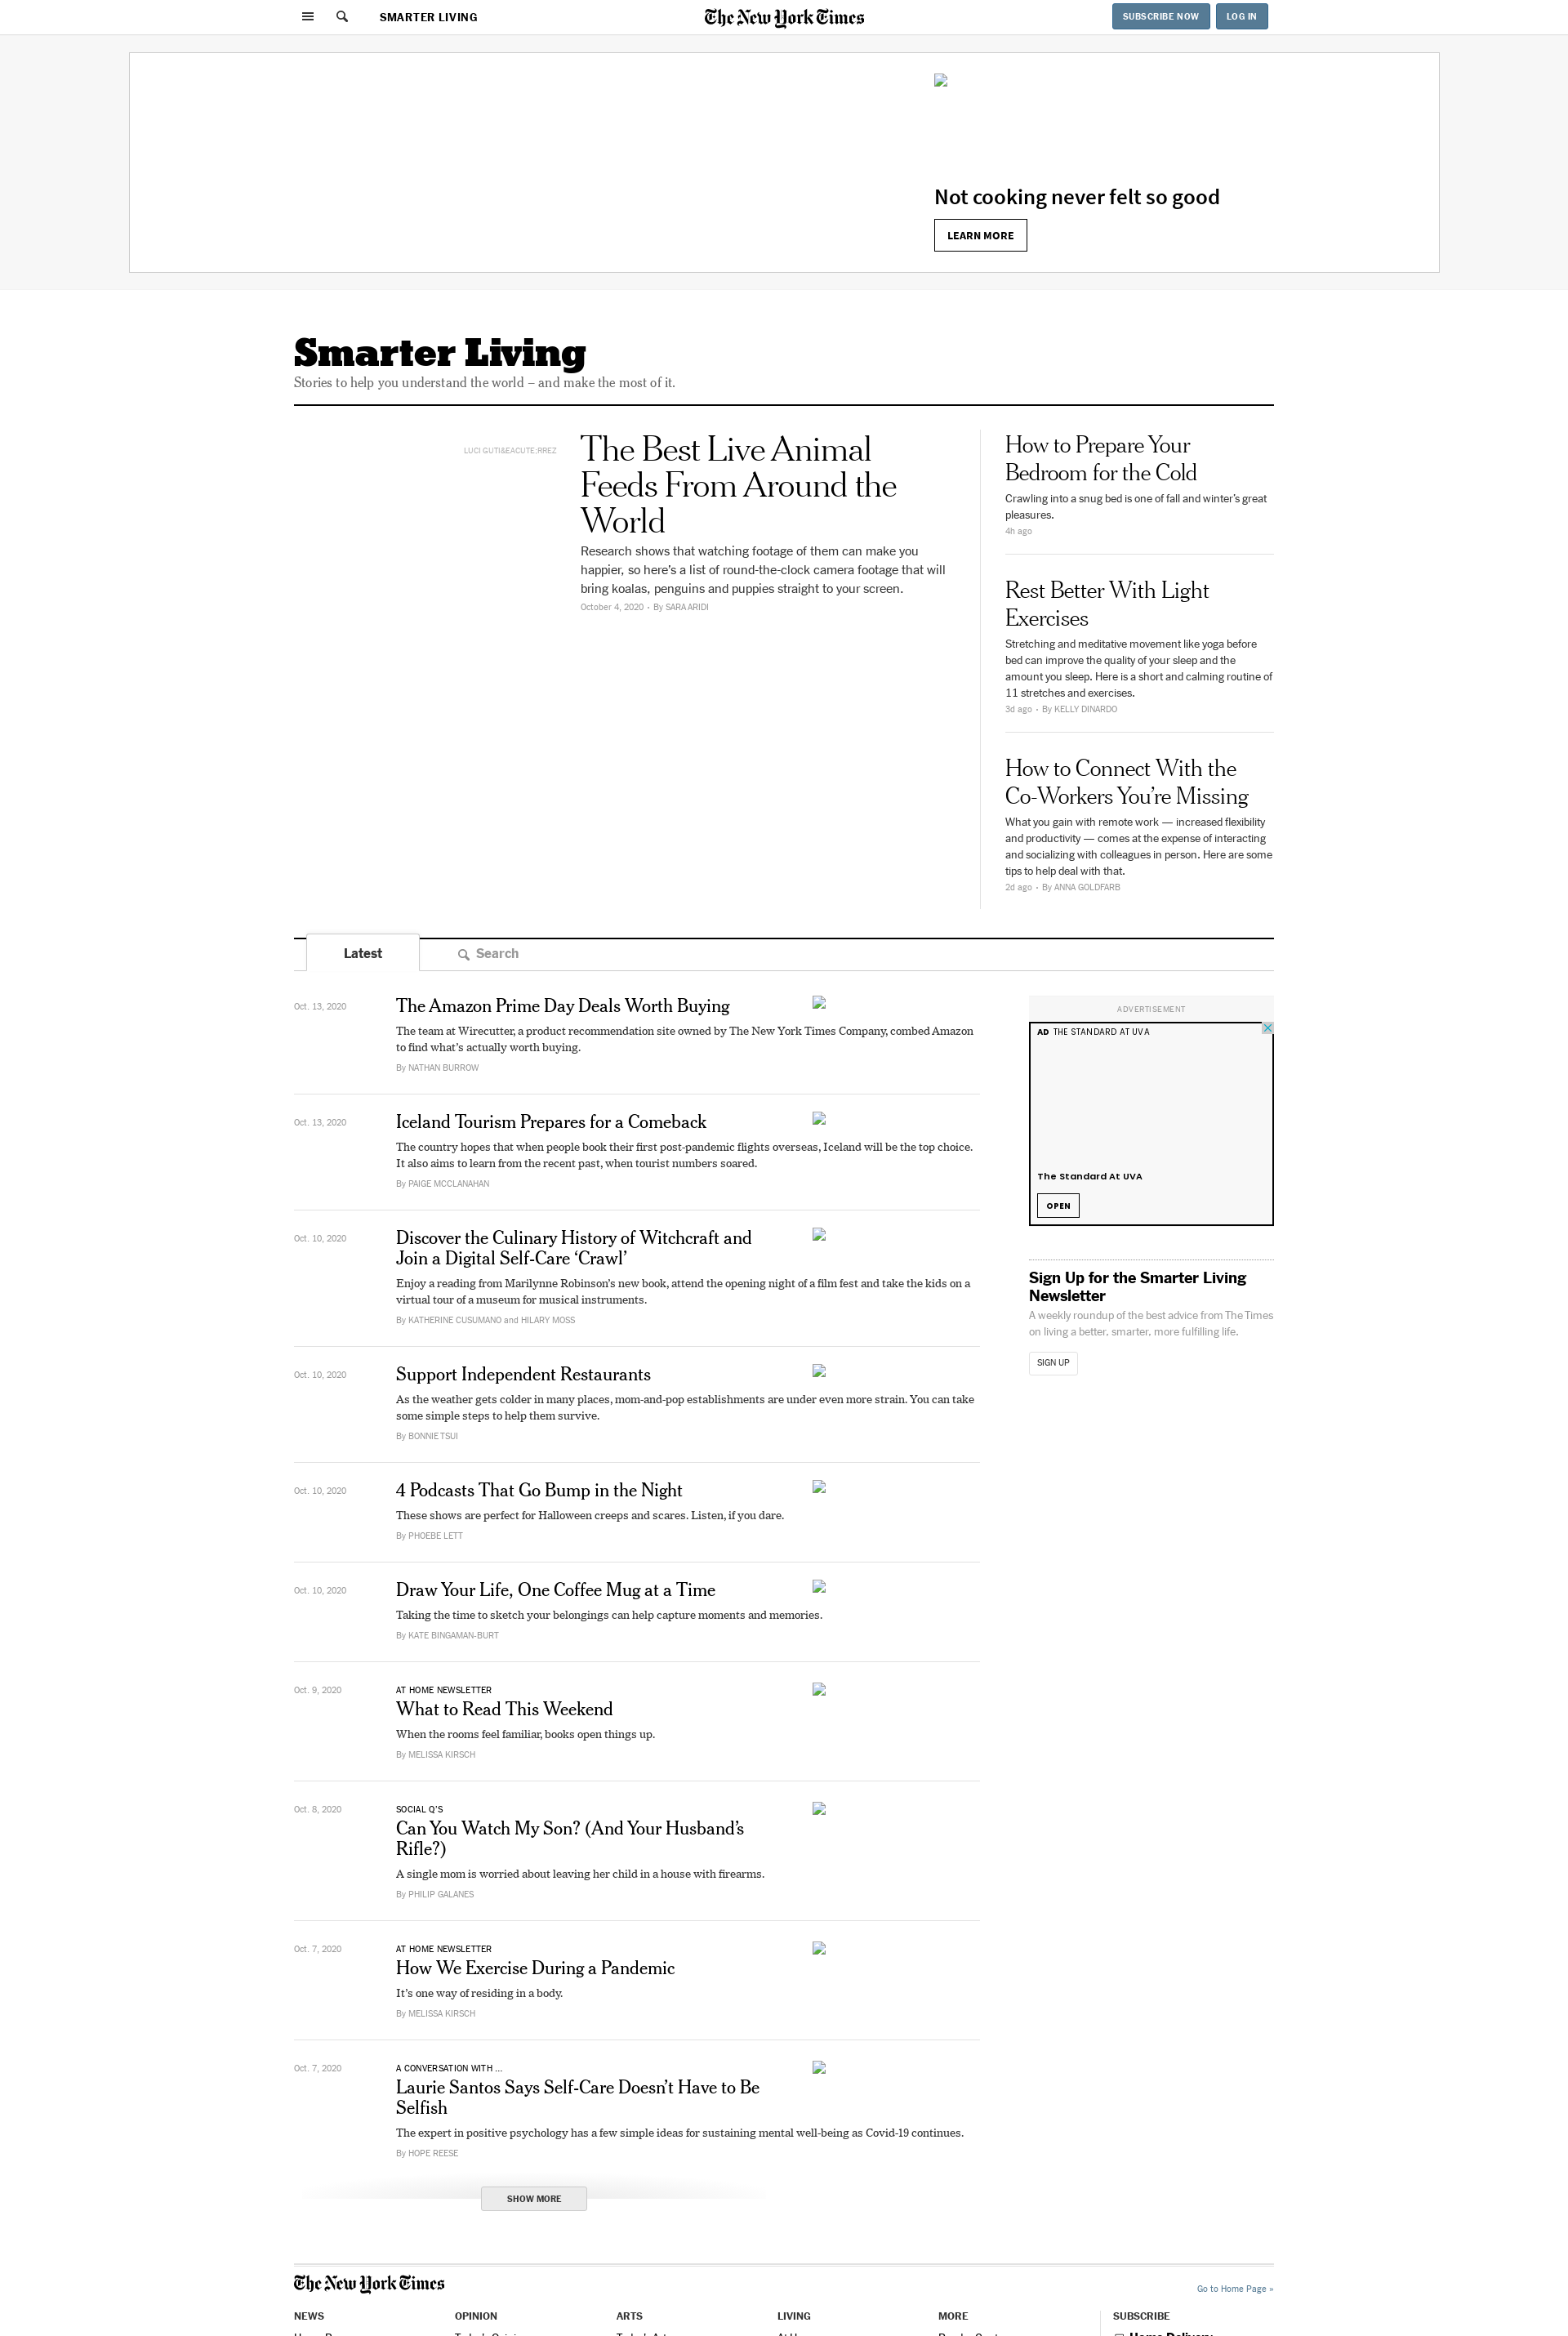 SMARTER LIVING
The New York Times
SUBSCRIBE NOW
LOG IN
Not cooking never felt so good
LEARN MORE
Smarter Living
Stories to help you understand the world – and make the most of it.
LUCI GUTI&EACUTE;RREZ
The Best Live Animal
Feeds From Around the
World
Research shows that watching footage of them can make you
happier, so here’s a list of round-the-clock camera footage that will
bring koalas, penguins and puppies straight to your screen.
October 4, 2020 • By SARA ARIDI
How to Prepare Your
Bedroom for the Cold
Crawling into a snug bed is one of fall and winter’s great
pleasures.
4h ago
Rest Better With Light
Exercises
Stretching and meditative movement like yoga before
bed can improve the quality of your sleep and the
amount you sleep. Here is a short and calming routine of
11 stretches and exercises.
3d ago • By KELLY DINARDO
How to Connect With the
Co-Workers You’re Missing
What you gain with remote work — increased flexibility
and productivity — comes at the expense of interacting
and socializing with colleagues in person. Here are some
tips to help deal with that.
2d ago • By ANNA GOLDFARB
Latest
Search
Oct. 13, 2020
The Amazon Prime Day Deals Worth Buying
The team at Wirecutter, a product recommendation site owned by The New York Times Company, combed Amazon
to find what’s actually worth buying.
By NATHAN BURROW
Oct. 13, 2020
Iceland Tourism Prepares for a Comeback
The country hopes that when people book their first post-pandemic flights overseas, Iceland will be the top choice.
It also aims to learn from the recent past, when tourist numbers soared.
By PAIGE MCCLANAHAN
Oct. 10, 2020
Discover the Culinary History of Witchcraft and
Join a Digital Self-Care ‘Crawl’
Enjoy a reading from Marilynne Robinson’s new book, attend the opening night of a film fest and take the kids on a
virtual tour of a museum for musical instruments.
By KATHERINE CUSUMANO and HILARY MOSS
Oct. 10, 2020
Support Independent Restaurants
As the weather gets colder in many places, mom-and-pop establishments are under even more strain. You can take
some simple steps to help them survive.
By BONNIE TSUI
Oct. 10, 2020
4 Podcasts That Go Bump in the Night
These shows are perfect for Halloween creeps and scares. Listen, if you dare.
By PHOEBE LETT
Oct. 10, 2020
Draw Your Life, One Coffee Mug at a Time
Taking the time to sketch your belongings can help capture moments and memories.
By KATE BINGAMAN-BURT
Oct. 9, 2020
AT HOME NEWSLETTER
What to Read This Weekend
When the rooms feel familiar, books open things up.
By MELISSA KIRSCH
Oct. 8, 2020
SOCIAL Q’S
Can You Watch My Son? (And Your Husband’s
Rifle?)
A single mom is worried about leaving her child in a house with firearms.
By PHILIP GALANES
Oct. 7, 2020
AT HOME NEWSLETTER
How We Exercise During a Pandemic
It’s one way of residing in a body.
By MELISSA KIRSCH
Oct. 7, 2020
A CONVERSATION WITH ...
Laurie Santos Says Self-Care Doesn’t Have to Be
Selfish
The expert in positive psychology has a few simple ideas for sustaining mental well-being as Covid-19 continues.
By HOPE REESE
SHOW MORE
ADVERTISEMENT
AD THE STANDARD AT UVA
The Standard At UVA
OPEN
Sign Up for the Smarter Living
Newsletter
A weekly roundup of the best advice from The Times
on living a better, smarter, more fulfilling life.
SIGN UP
The New York Times
Go to Home Page »
NEWS
OPINION
ARTS
LIVING
MORE
SUBSCRIBE
Home Delivery